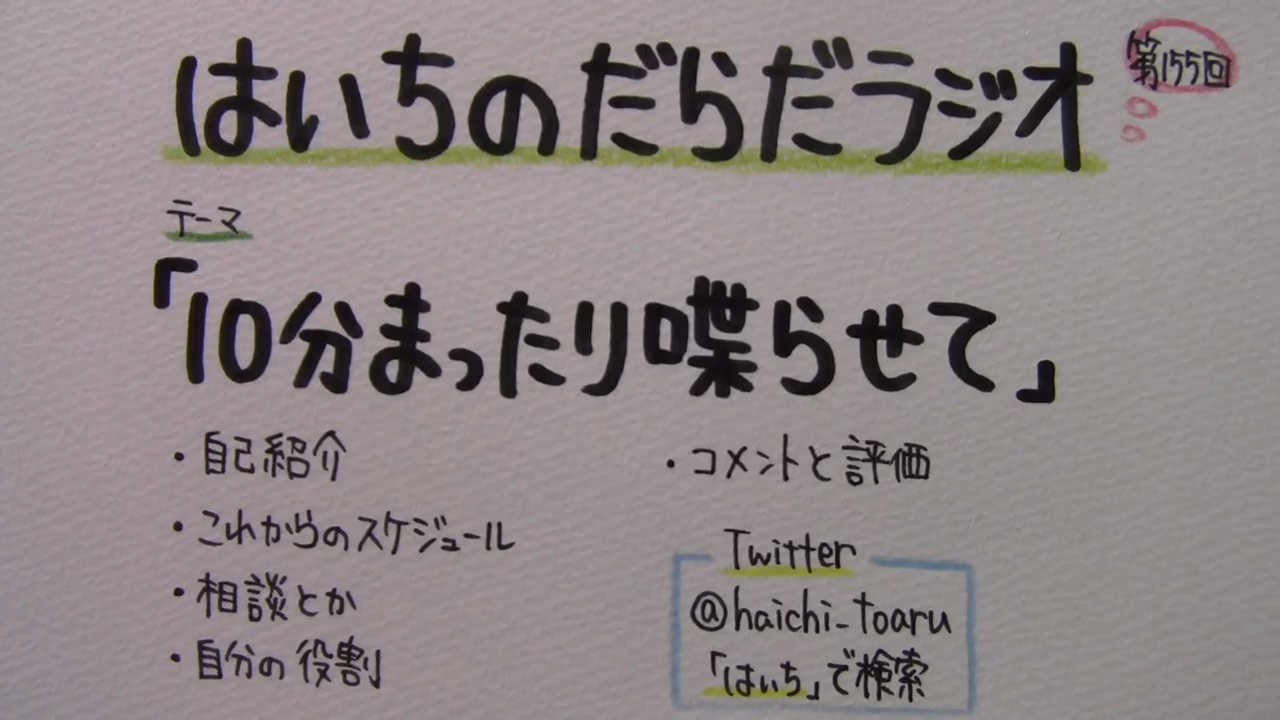 はいちのだらだラジオ
第155回
テーマ
「10分まったり喋らせて」
・自己紹介
・これからのスケジュール
・相談とか
・自分の役割
・コメントと評価
Twitter
@haichi_toaru
「はいち」で検索